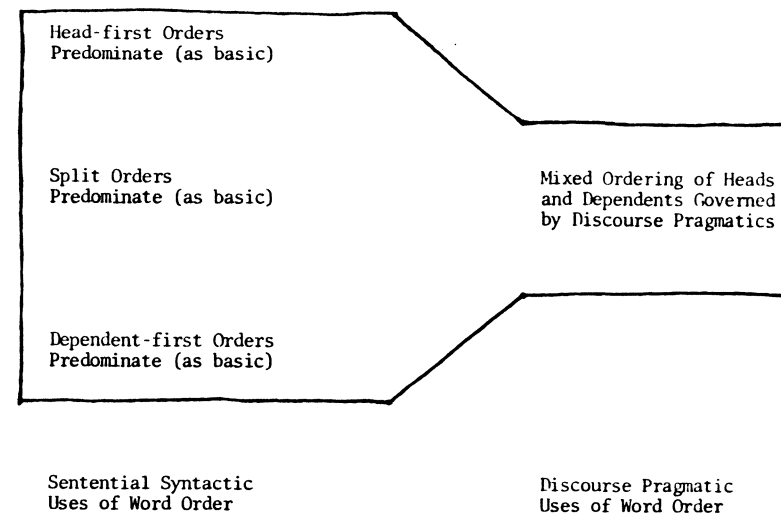 Head-first Orders
Predominate (as basic)
Split Orders
Predominate (as basic)
Mixed Ordering of Heads
and Dependents Governed
by Discourse Pragmatics
Dependent-first Orders
Predominate (as basic)
Sentential Syntactic
Uses of Word Order
Discourse Pragmatic
Uses of Word Order